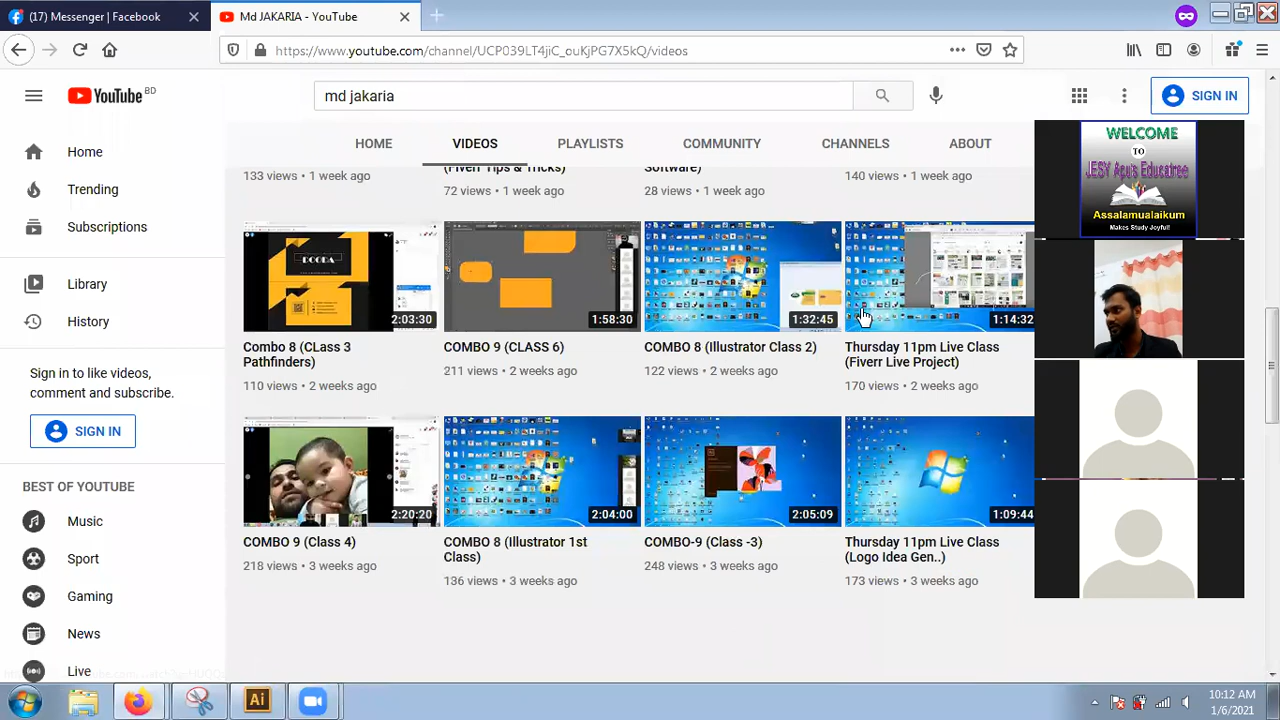 (17) Messenger | Facebook
Md JAKARIA - YouTube
https://www.youtube.com/channel/UCP039LT4jiC_ouKjPG7X5kQ/videos
YouTube BD
md jakaria
SIGN IN
HOME
VIDEOS
PLAYLISTS
COMMUNITY
CHANNELS
ABOUT
Home
Trending
Subscriptions
Library
History
Sign in to like videos,
comment and subscribe.
SIGN IN
BEST OF YOUTUBE
Music
Sport
Gaming
News
Live
133 views • 1 week ago
(Fiverr Tips & Tricks)
72 views • 1 week ago
Software)
28 views • 1 week ago
140 views • 1 week ago
DOODA
2:03:30
Combo 8 (CLass 3
Pathfinders)
110 views • 2 weeks ago
1:58:30
COMBO 9 (CLASS 6)
211 views • 2 weeks ago
1:32:45
COMBO 8 (Illustrator Class 2)
122 views • 2 weeks ago
1:14:32
Thursday 11pm Live Class
(Fiverr Live Project)
170 views • 2 weeks ago
2:20:20
COMBO 9 (Class 4)
218 views • 3 weeks ago
2:04:00
COMBO 8 (Illustrator 1st
Class)
136 views • 3 weeks ago
2:05:09
COMBO-9 (Class -3)
248 views • 3 weeks ago
1:09:44
Thursday 11pm Live Class
(Logo Idea Gen..)
173 views • 3 weeks ago
WELCOME
TO
JESY Apu's Educatree
Assalamualaikum
Makes Study Joyful!
Ai
10:12 AM
1/6/2021